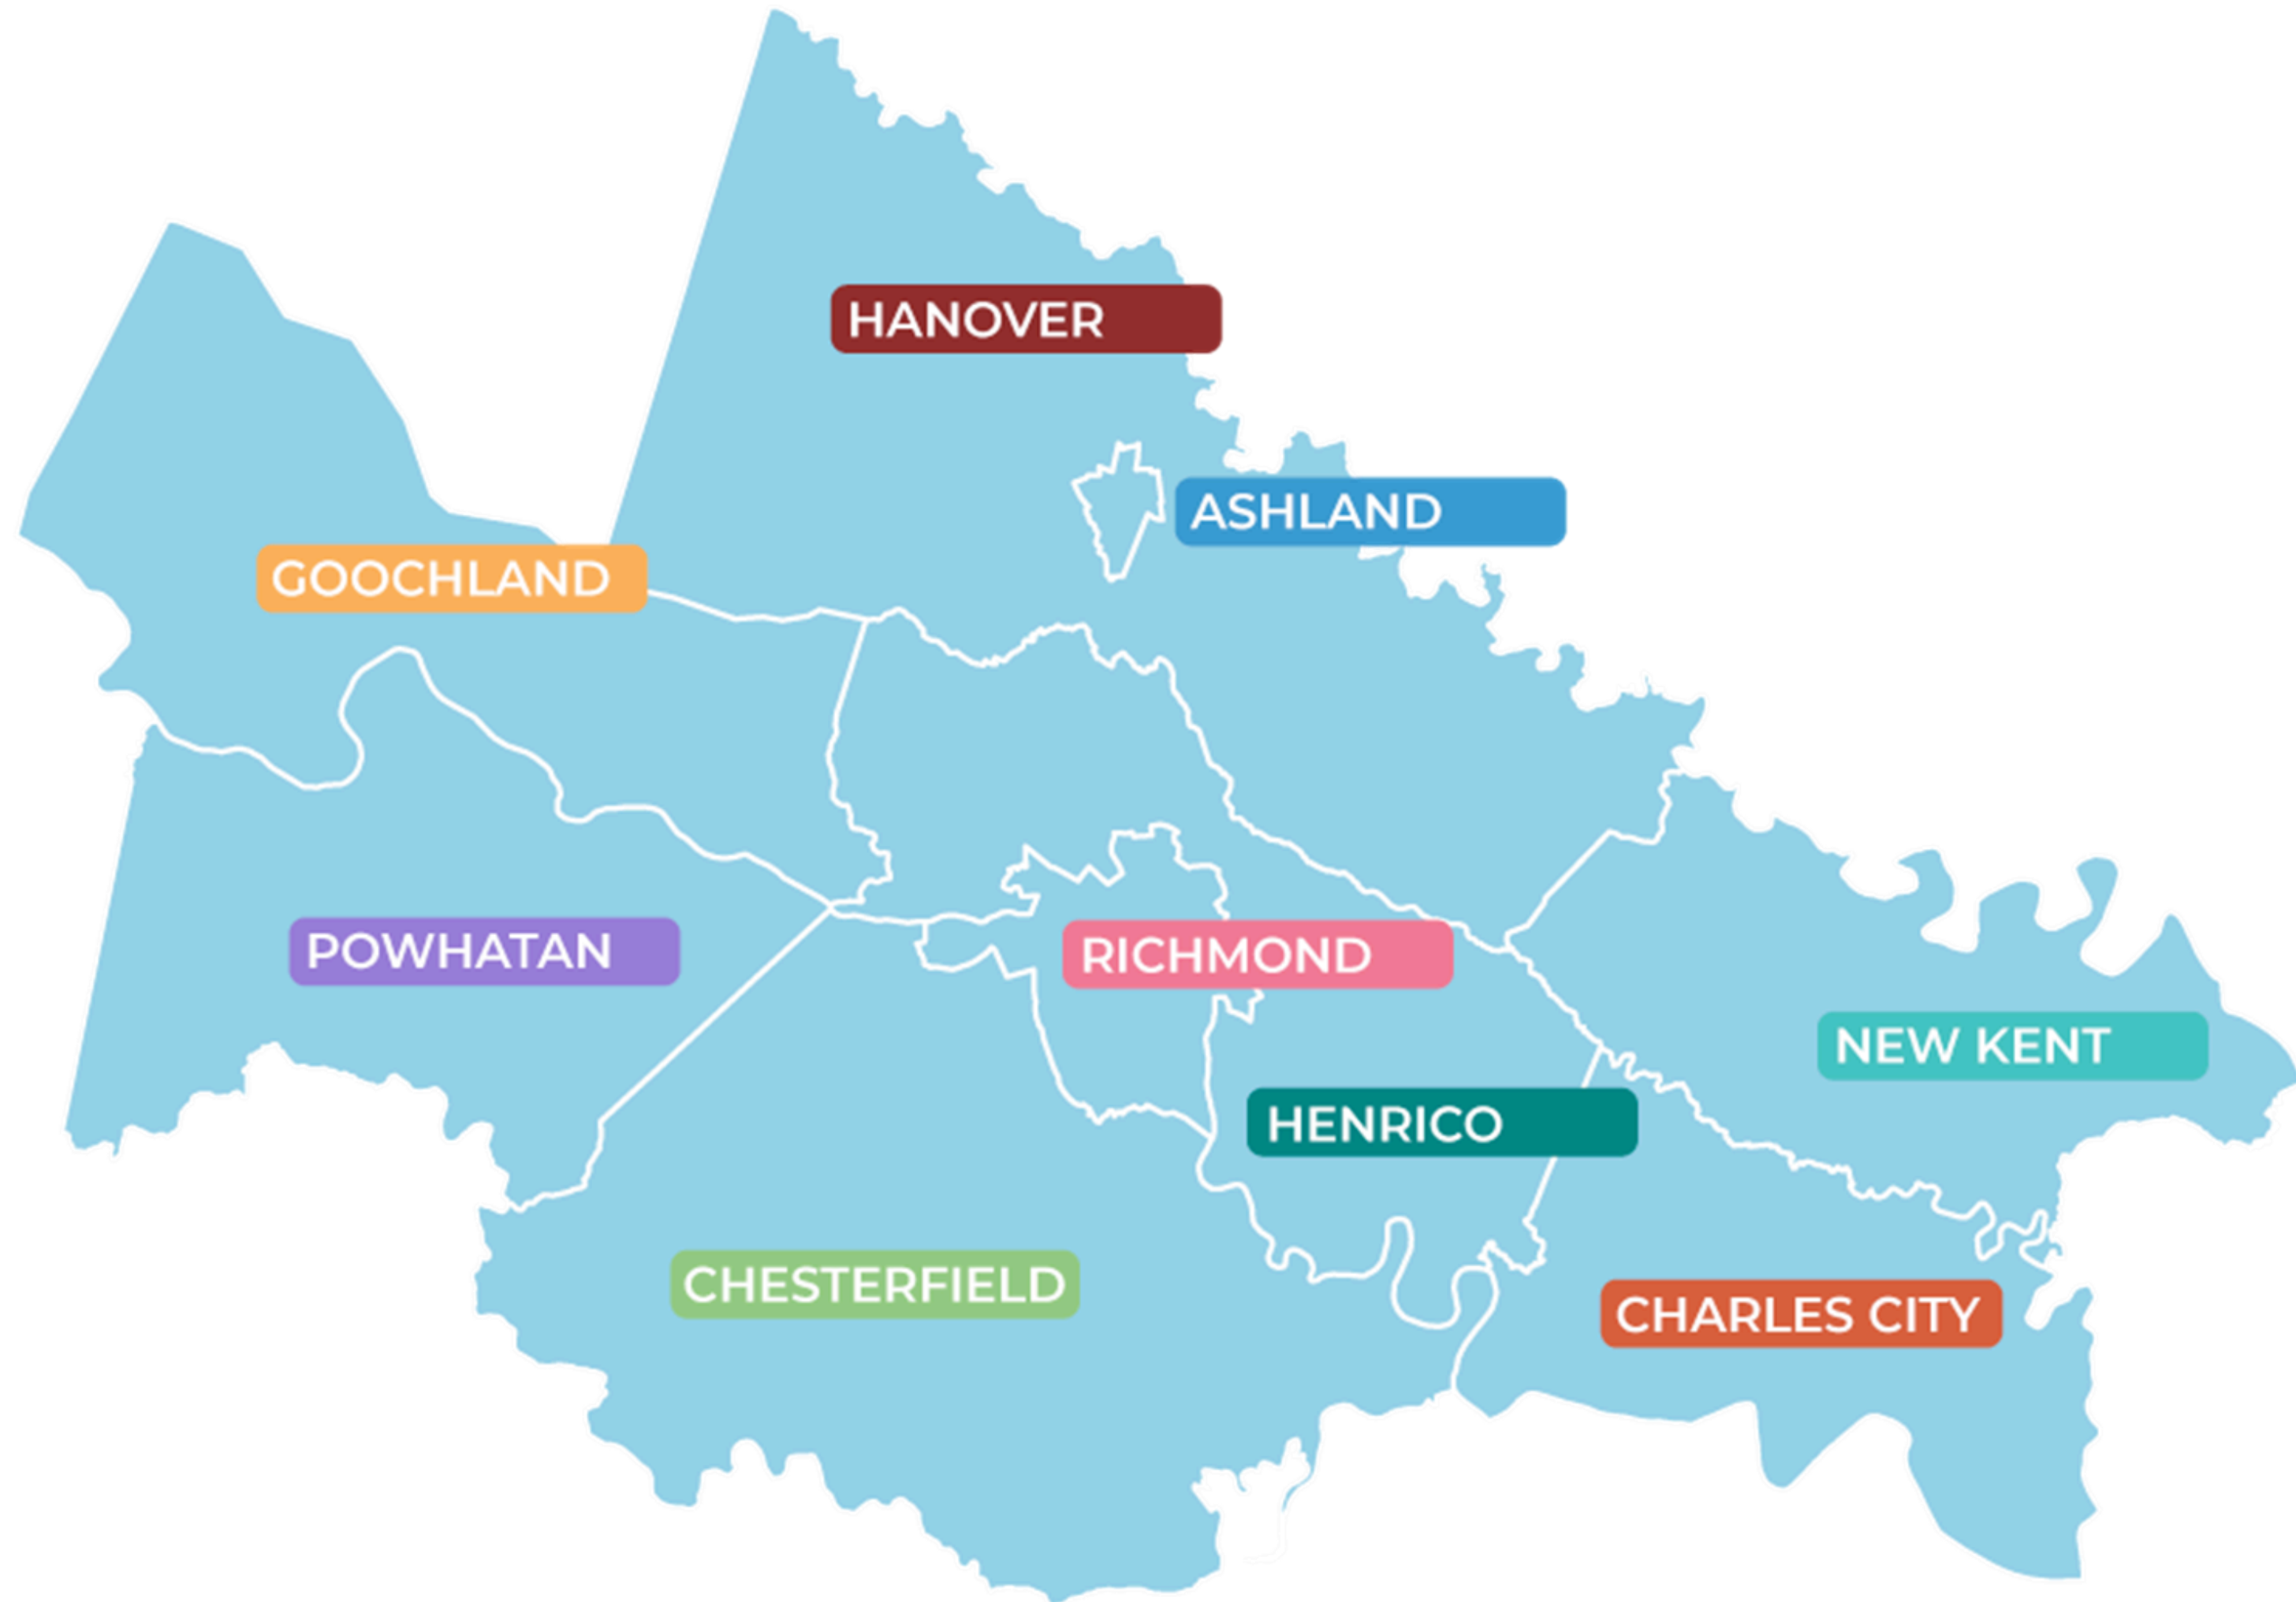 HANOVER
ASHLAND
GOOCHLAND
POWHATAN
RICHMOND
NEW KENT
HENRICO
CHESTERFIELD
CHARLES CITY